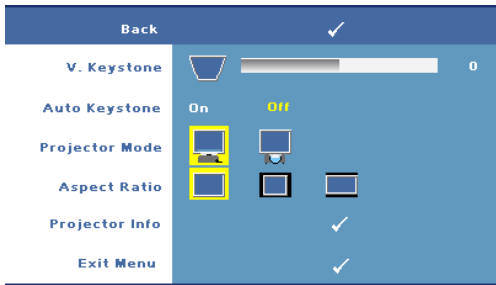 Back
V. Keystone 0
Auto Keystone On Off
Projector Mode
Aspect Ratio
Projector Info
Exit Menu